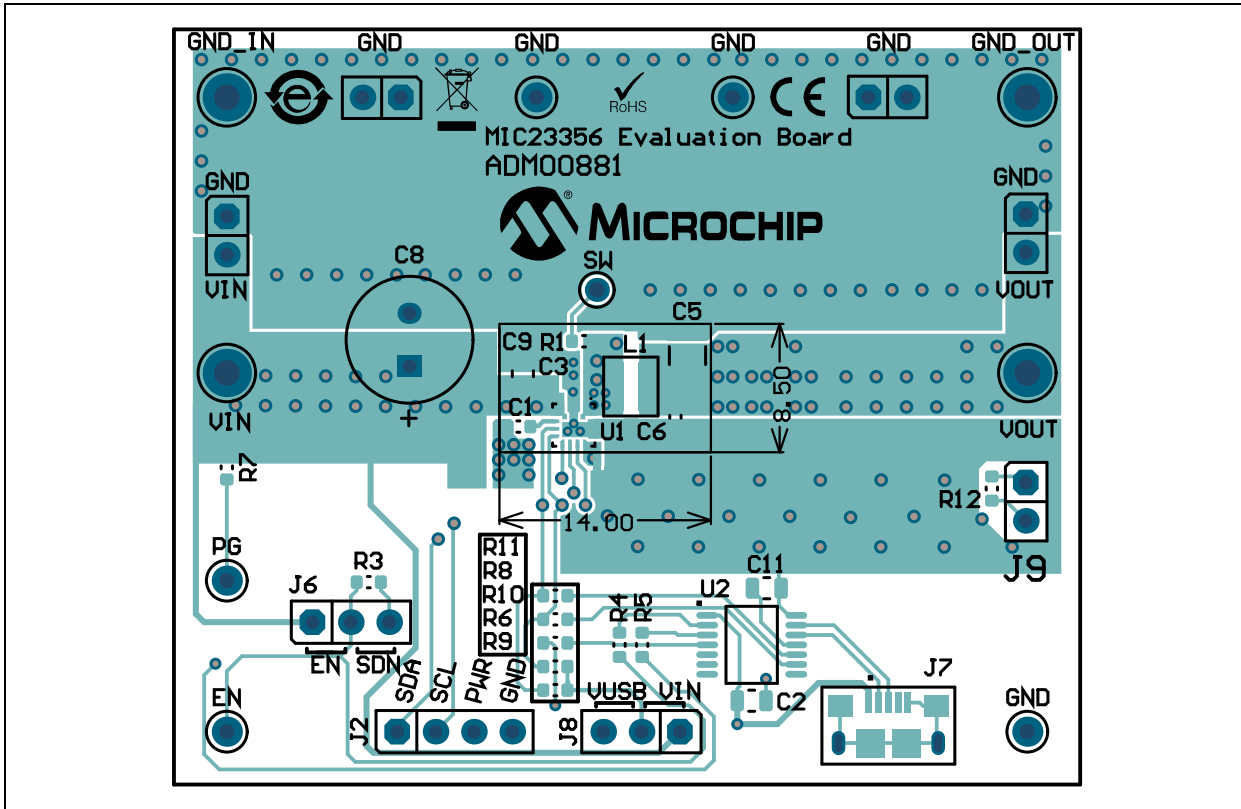 GND_IN GND GND GND GND GND_OUT
e RoHS CE
MIC23356 Evaluation Board
ADM00881
GND GND
® MICROCHIP
VIN C8 SW VOUT
C5
C9 R1 L1
C3
8.50
VIN + C1 U1 C6 VOUT
R7 R12
14.00
PG R11 J9
R3 R8 C11
J6 R10 U2
R6 R4 R5
R9
EN SDN
SDA SCL PWR GND VUSB VIN J7
EN J2 J8 C2 GND